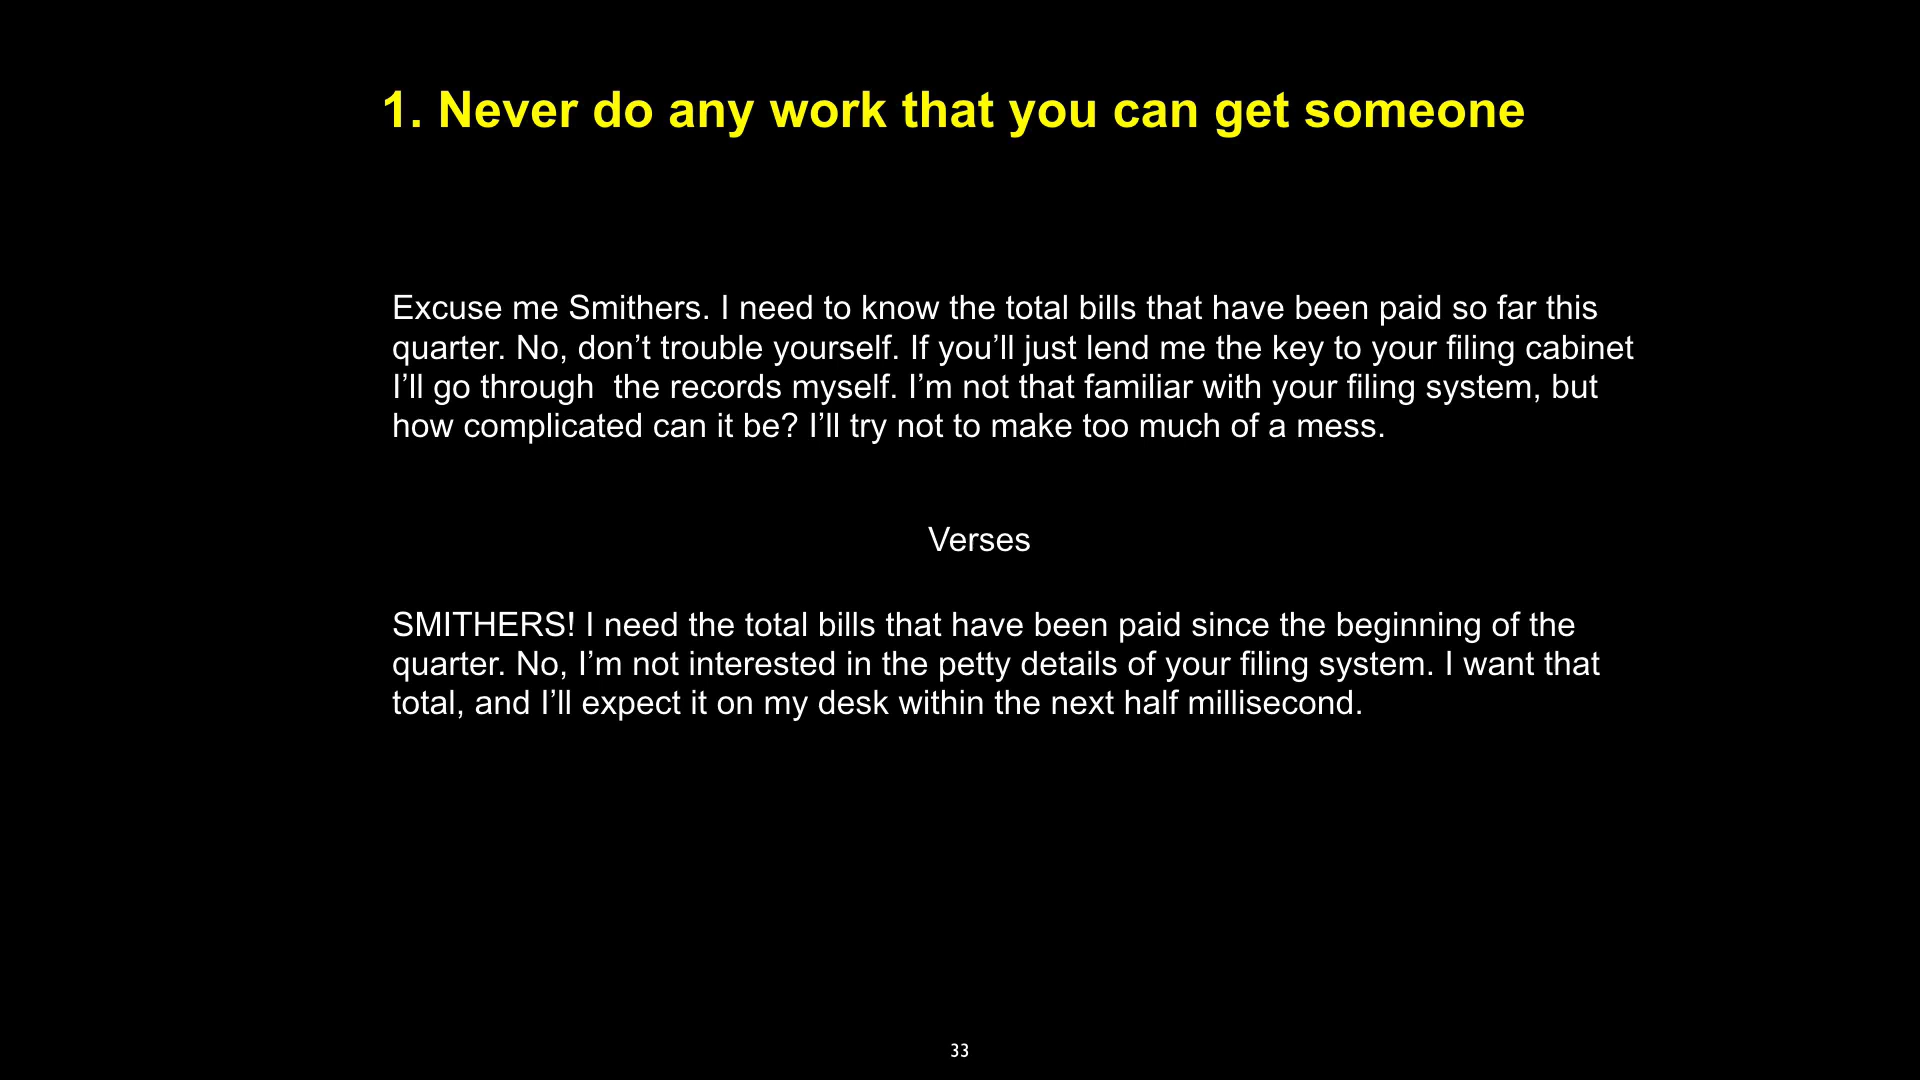 1. Never do any work that you can get someone
Excuse me Smithers. I need to know the total bills that have been paid so far this
quarter. No, don’t trouble yourself. If you’ll just lend me the key to your filing cabinet
I’ll go through  the records myself. I’m not that familiar with your filing system, but
how complicated can it be? I’ll try not to make too much of a mess.
Verses
SMITHERS! I need the total bills that have been paid since the beginning of the
quarter. No, I’m not interested in the petty details of your filing system. I want that
total, and I’ll expect it on my desk within the next half millisecond.
33